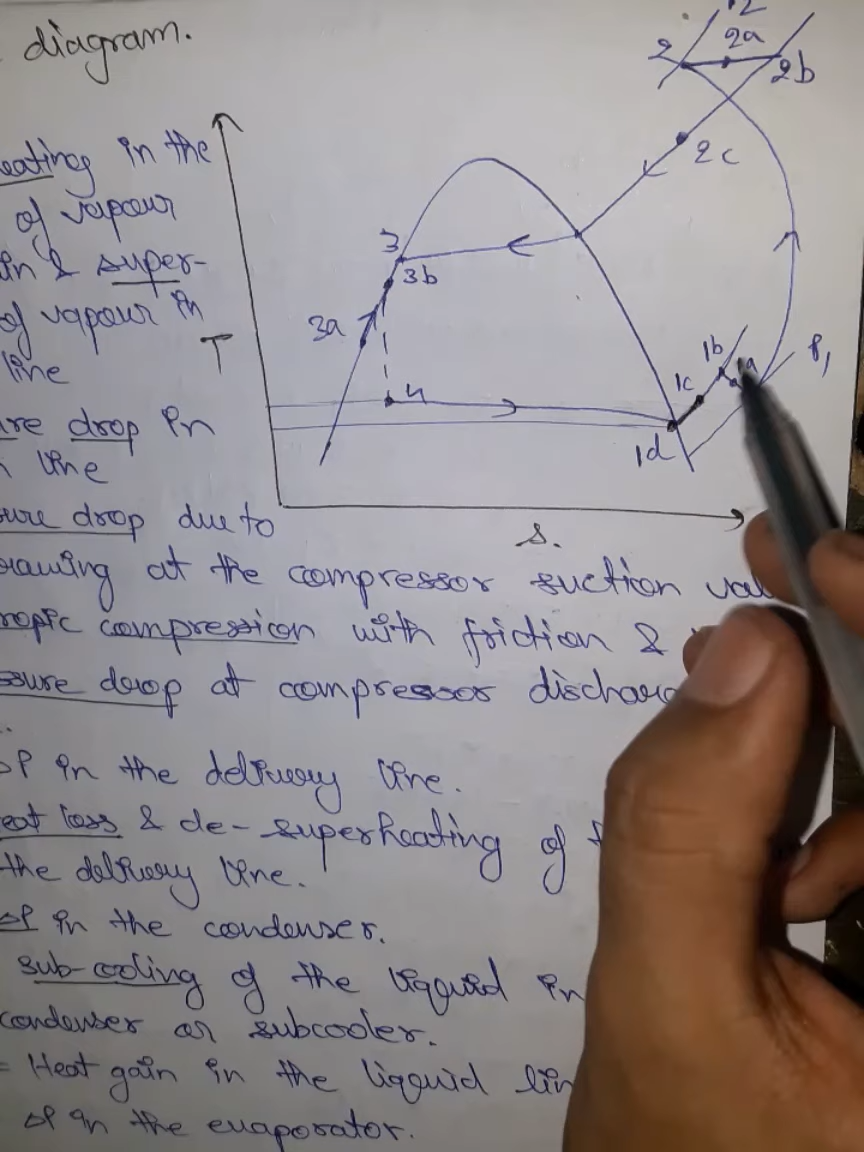 diagram.
2
2a
2b
eating in the
2c
of vapour
3
in & super-
3b
of vapour in
3a
P1
T
1b
line
1c
4
re drop in
line
1d
sure drop due to
s.
rawing at the compressor suction
ropic compression with friction &
ssure drop at compressor
ΔP in the delivery line.
eat loss & de-superheating of
the delivery line.
ΔP in the condenser.
sub-cooling of the liquid in
condenser or subcooler.
= Heat gain in the liquid
ΔP in the evaporator.